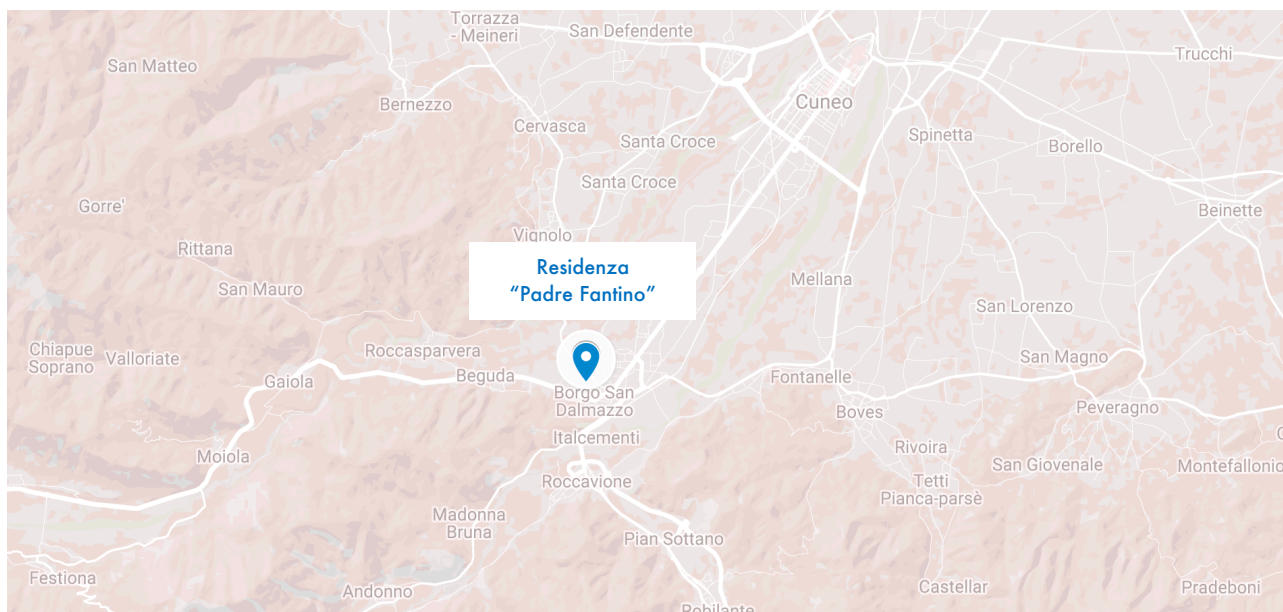 Torrazza
- Meineri
San Defendente
Trucchi
San Matteo
Bernezzo
Cuneo
Cervasca
Santa Croce
Spinetta
Borello
Santa Croce
Gorre'
Beinette
Vignolo
Rittana
Residenza
“Padre Fantino”
Mellana
San Mauro
San Lorenzo
Chiapue
Soprano
Valloriate
Roccasparvera
San Magno
Gaiola
Beguda
Fontanelle
Borgo San
Dalmazzo
Boves
Peveragno
Italcementi
Rivoira
Moiola
San Giovenale
Montefallonio
Roccavione
Tetti
Pianca-parsè
Madonna
Bruna
Pian Sottano
Festiona
Andonno
Castellar
Pradeboni
Robilante